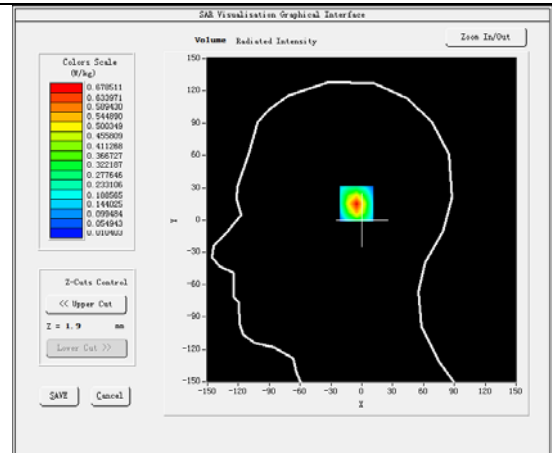 SAR Visualisation Graphical Interface
Volume Radiated Intensity
Zoom In/Out
Colors Scale
(W/kg)
0.678511
0.633971
0.589430
0.544890
0.500349
0.455809
0.411268
0.366727
0.322187
0.277646
0.233106
0.188565
0.144025
0.099484
0.054943
0.010403
150
120
90
60
30
0
-30
-60
-90
-120
-150
Y
-150 -120 -90 -60 -30 0 30 60 90 120 150
X
Z-Cuts Control
<< Upper Cut
Z = 1.9 mm
Lower Cut >>
SAVE Cancel